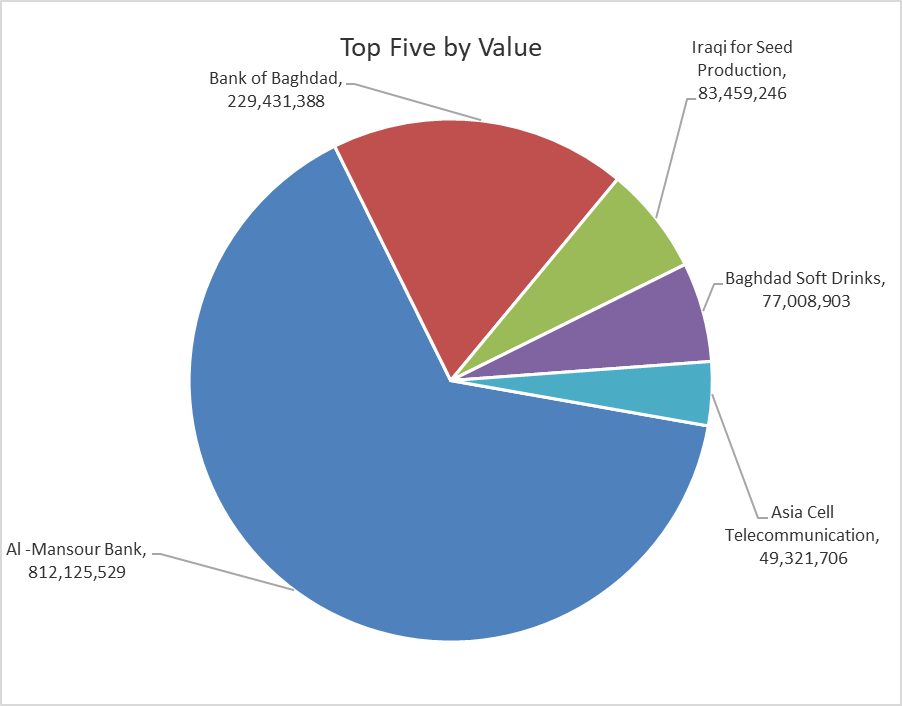 Top Five by Value
Bank of Baghdad,
229,431,388
Iraqi for Seed
Production,
83,459,246
Baghdad Soft Drinks,
77,008,903
Asia Cell
Telecommunication,
49,321,706
Al -Mansour Bank,
812,125,529